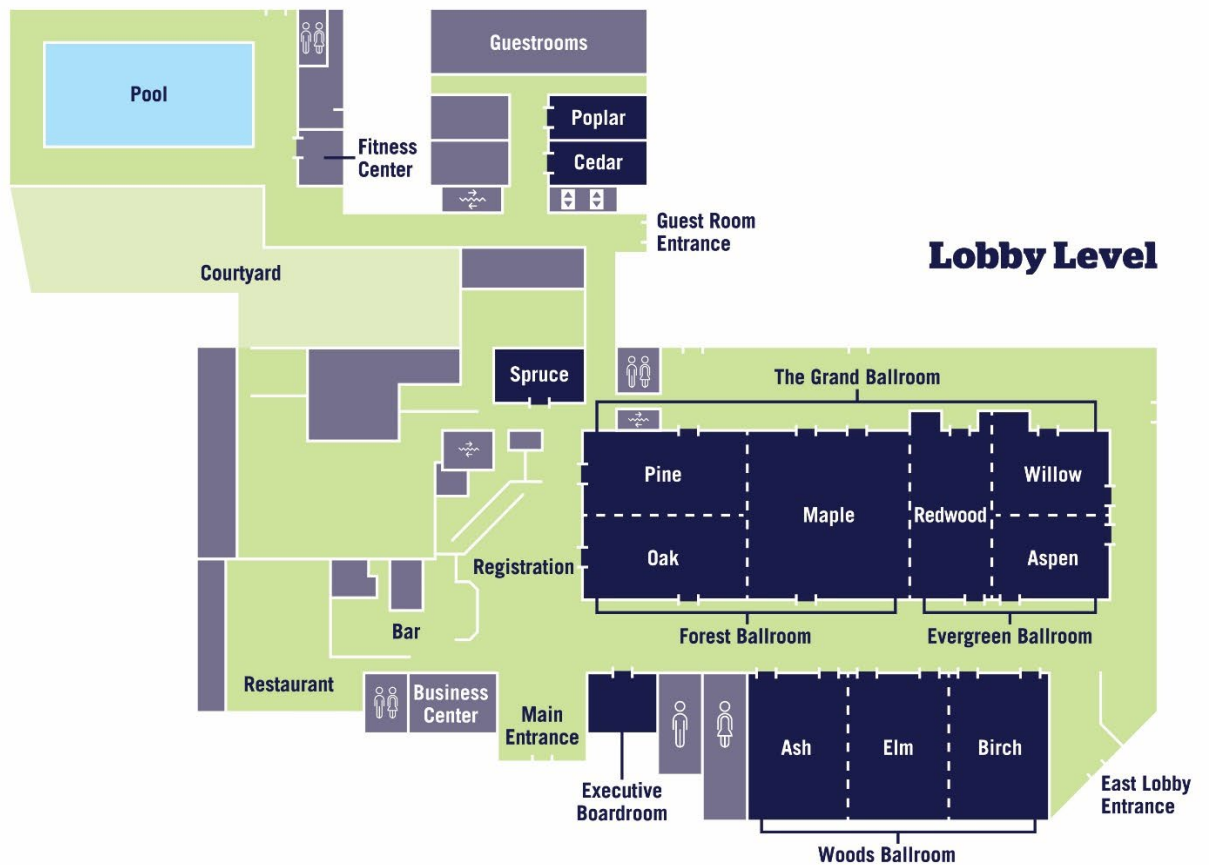 Guestrooms
Pool
Poplar
Fitness
Center
Cedar
Guest Room
Entrance
Lobby Level
Courtyard
Spruce
The Grand Ballroom
Pine
Maple
Redwood
Willow
Oak
Aspen
Registration
Bar
Forest Ballroom
Evergreen Ballroom
Restaurant
Business
Center
Main
Entrance
Ash
Elm
Birch
Executive
Boardroom
East Lobby
Entrance
Woods Ballroom